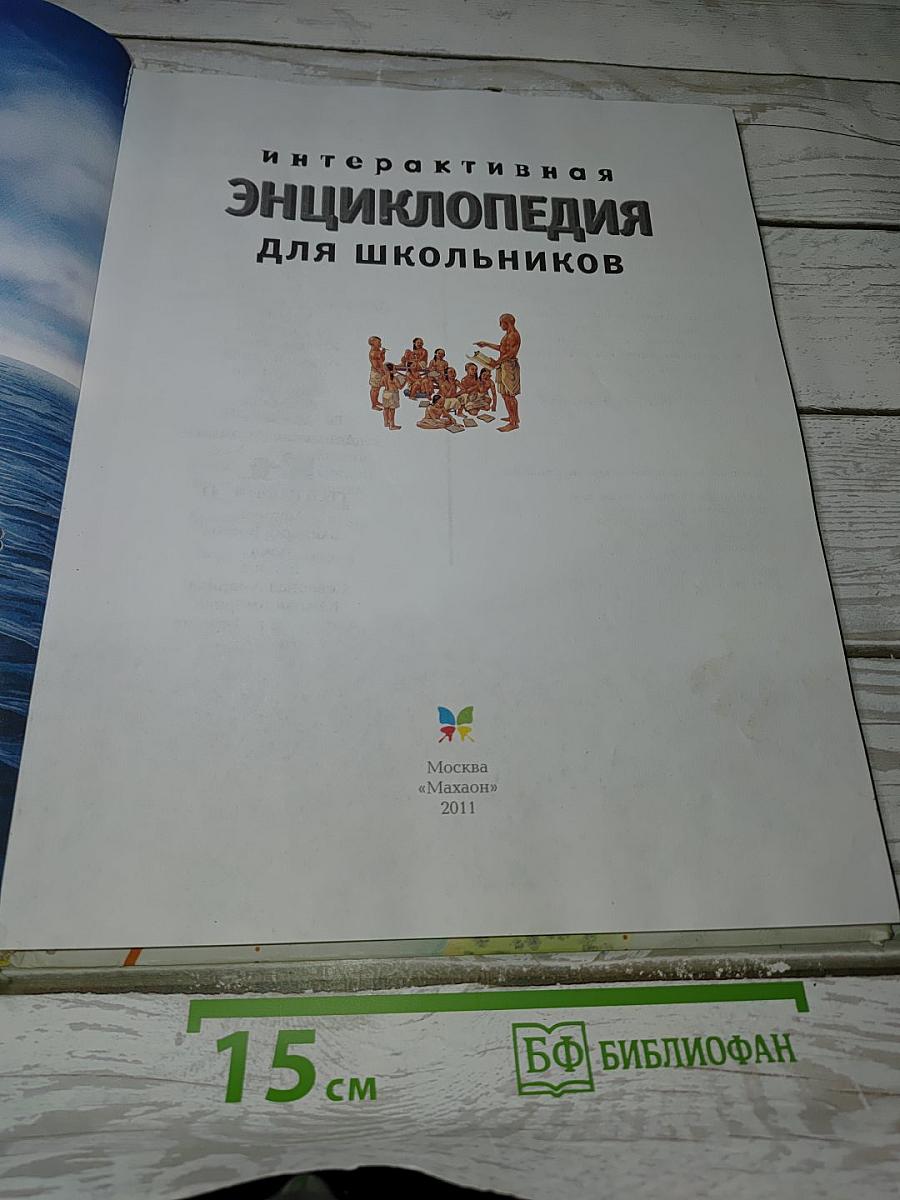 интерактивная
ЭНЦИКЛОПЕДИЯ
ДЛЯ ШКОЛЬНИКОВ
Москва
«Махаон»
2011
15 см
БФ БИБЛИОФАН